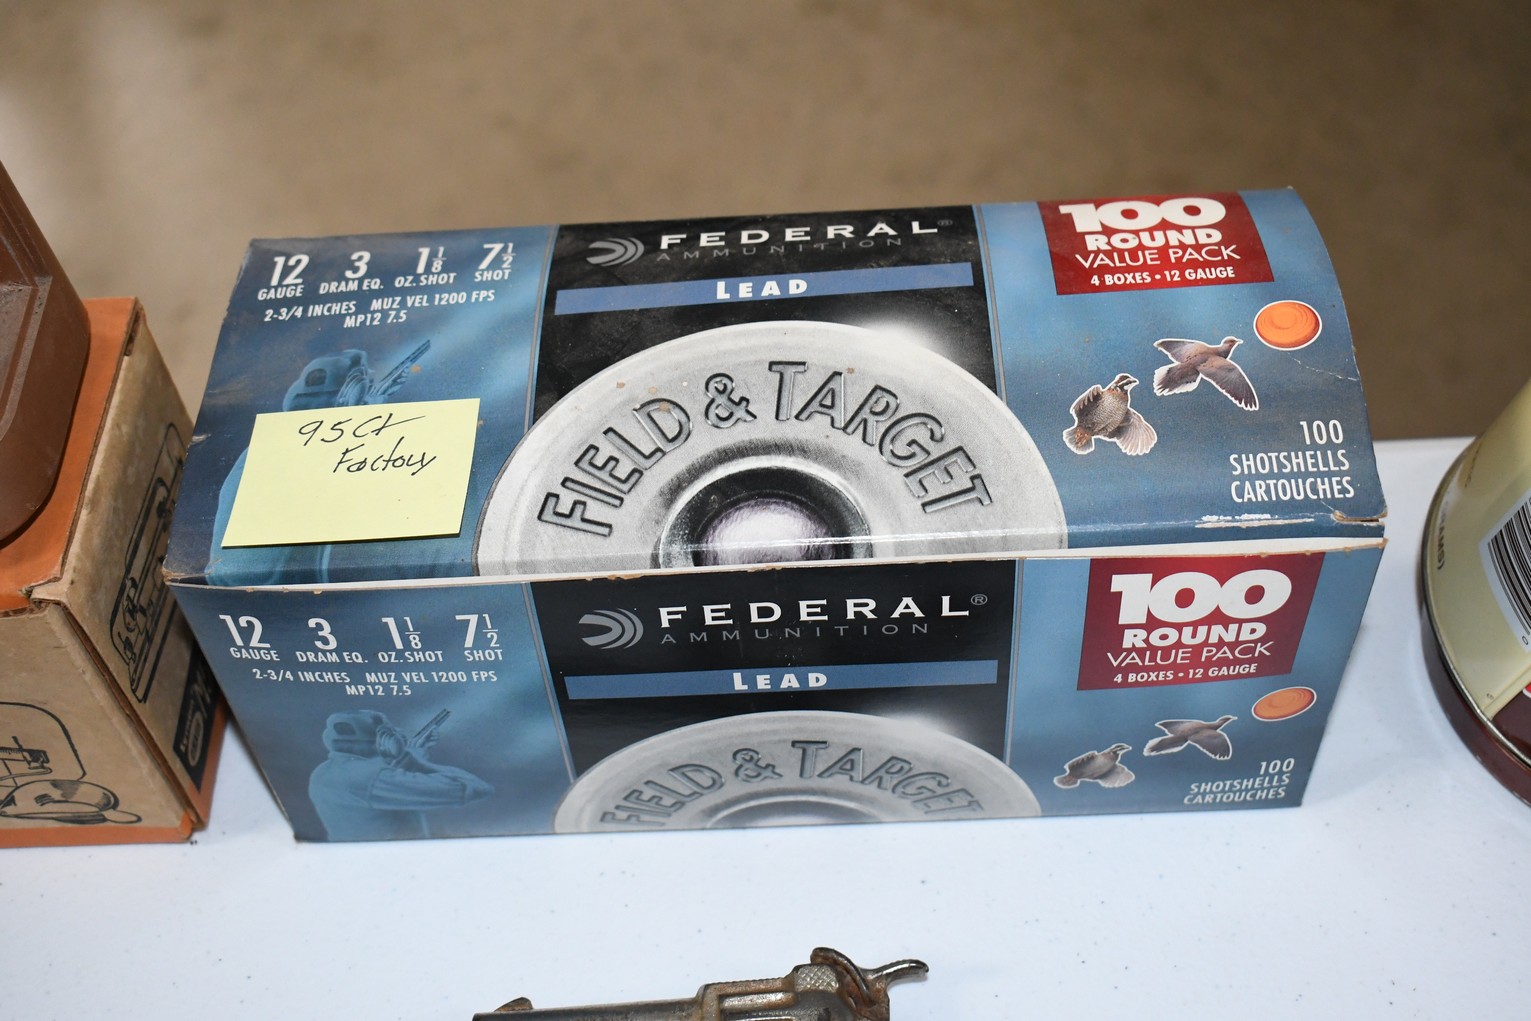 12 3 1 1/8 7 1/2
GAUGE DRAM EQ. OZ. SHOT SHOT
2-3/4 INCHES MUZ VEL 1200 FPS
MP12 7.5
95 Ct
Factory
FEDERAL®
AMMUNITION
LEAD
FIELD & TARGET
100
ROUND
VALUE PACK
4 BOXES • 12 GAUGE
100
SHOTSHELLS
CARTOUCHES
12 3 1 1/8 7 1/2
GAUGE DRAM EQ. OZ. SHOT SHOT
2-3/4 INCHES MUZ VEL 1200 FPS
MP12 7.5
FEDERAL®
AMMUNITION
LEAD
FIELD & TARGET
100
ROUND
VALUE PACK
4 BOXES • 12 GAUGE
100
SHOTSHELLS
CARTOUCHES